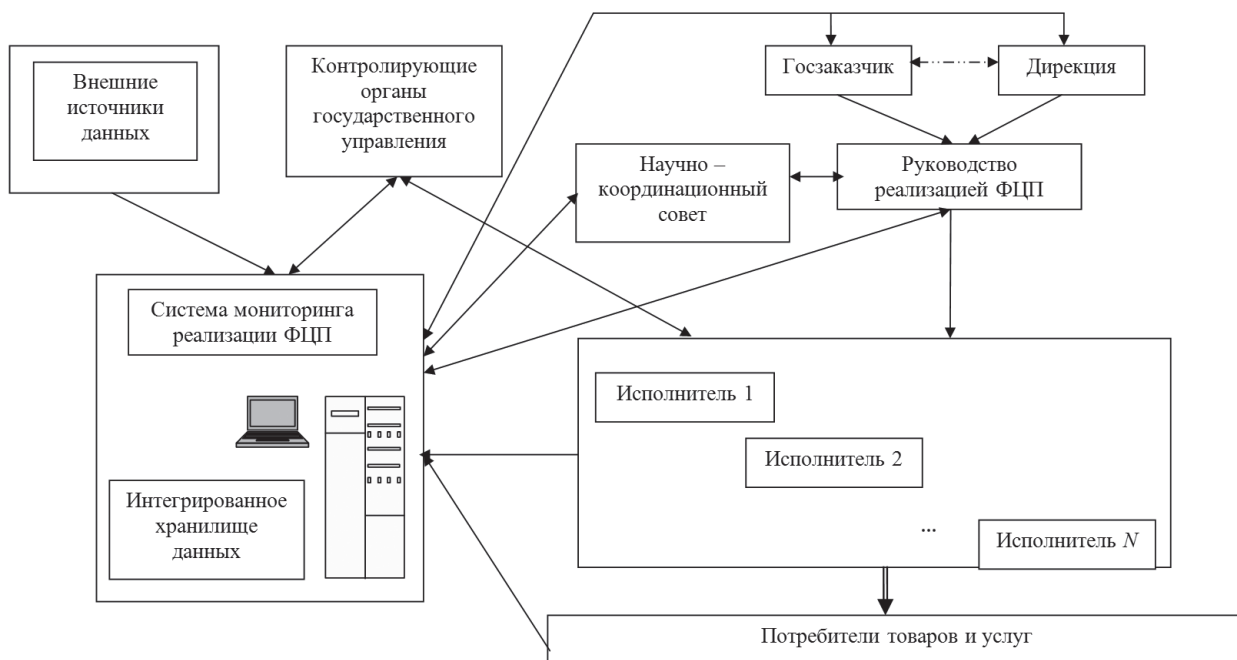 Внешние
источники
данных
Контролирующие
органы
государственного
управления
Госзаказчик
Дирекция
Научно –
координационный
совет
Руководство
реализацией ФЦП
Система мониторинга
реализации ФЦП
Интегрированное
хранилище
данных
Исполнитель 1
Исполнитель 2
...
Исполнитель N
Потребители товаров и услуг